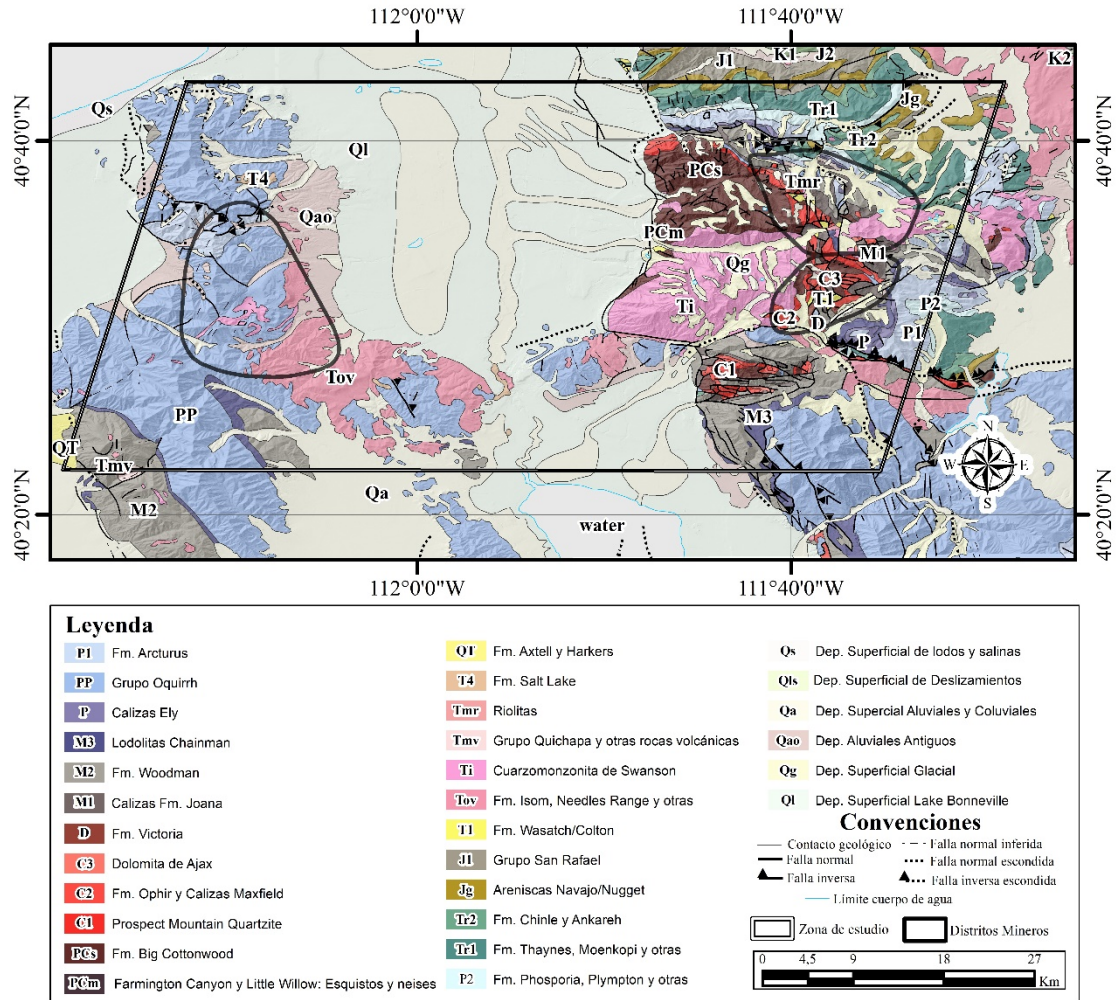 112°0'0"W 111°40'0"W
J1 K1 J2 K2
Qs Jg
Tr1
40°40'0"N Ql Tr2 40°40'0"N
T4 PCs Tmr
Qao
PCm M1
Qg
C3 P2
Ti T1
C2 D P1
P
Tov C1
PP M3
QT N
Tmv W E
Qa S
M2
40°20'0"N water 40°20'0"N
112°0'0"W 111°40'0"W
Leyenda
P1 Fm. Arcturus
PP Grupo Oquirrh
P Calizas Ely
M3 Lodolitas Chainman
M2 Fm. Woodman
M1 Calizas Fm. Joana
D Fm. Victoria
C3 Dolomita de Ajax
C2 Fm. Ophir y Calizas Maxfield
C1 Prospect Mountain Quartzite
PCs Fm. Big Cottonwood
PCm Farmington Canyon y Little Willow: Esquistos y neises
QT Fm. Axtell y Harkers
T4 Fm. Salt Lake
Tmr Riolitas
Tmv Grupo Quichapa y otras rocas volcánicas
Ti Cuarzomonzonita de Swanson
Tov Fm. Isom, Needles Range y otras
T1 Fm. Wasatch/Colton
J1 Grupo San Rafael
Jg Areniscas Navajo/Nugget
Tr2 Fm. Chinle y Ankareh
Tr1 Fm. Thaynes, Moenkopi y otras
P2 Fm. Phosporia, Plympton y otras
Qs Dep. Superficial de lodos y salinas
Qls Dep. Superficial de Deslizamientos
Qa Dep. Supercial Aluviales y Coluviales
Qao Dep. Aluviales Antiguos
Qg Dep. Superficial Glacial
Ql Dep. Superficial Lake Bonneville
Convenciones
Contacto geológico Falla normal inferida
Falla normal Falla normal escondida
Falla inversa Falla inversa escondida
Límite cuerpo de agua
Zona de estudio Distritos Mineros
0 4,5 9 18 27
Km